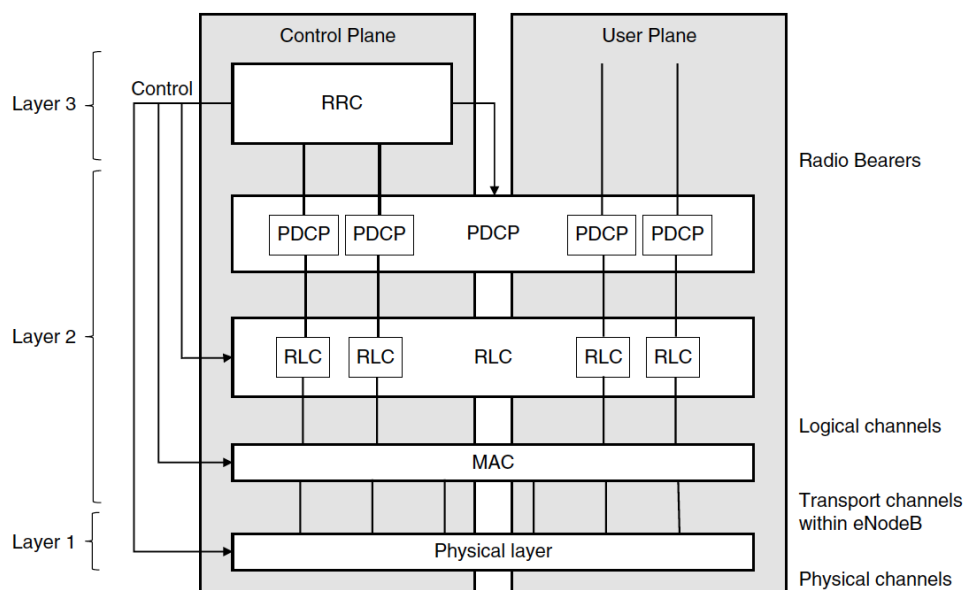 Control Plane
User Plane
Layer 3
Control
RRC
Radio Bearers
PDCP
PDCP
PDCP
PDCP
PDCP
Layer 2
RLC
RLC
RLC
RLC
RLC
Logical channels
MAC
Transport channels
within eNodeB
Layer 1
Physical layer
Physical channels